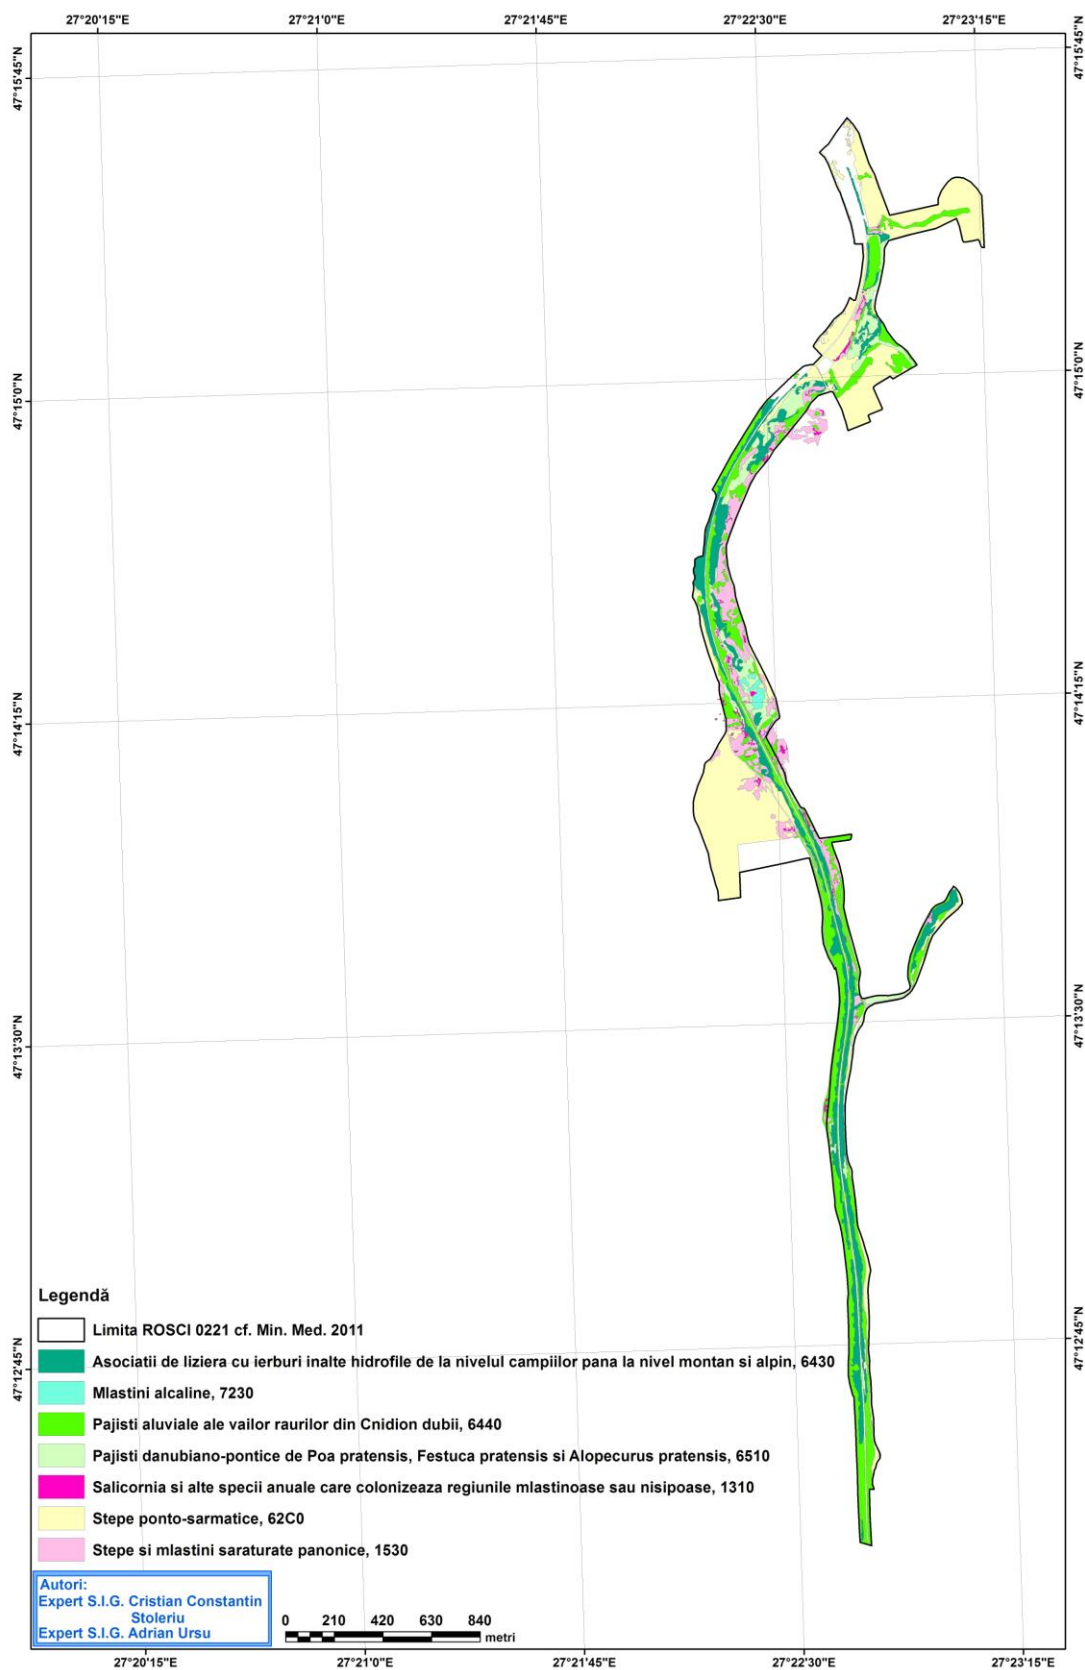 27°20'15"E 27°21'0"E 27°21'45"E 27°22'30"E 27°23'15"E
47°15'45"N 47°15'45"N
47°15'0"N 47°15'0"N
47°14'15"N 47°14'15"N
47°13'30"N 47°13'30"N
47°12'45"N 47°12'45"N
Legendă
Limita ROSCI 0221 cf. Min. Med. 2011
Asociatii de liziera cu ierburi inalte hidrofile de la nivelul campiilor pana la nivel montan si alpin, 6430
Mlastini alcaline, 7230
Pajisti aluviale ale vailor raurilor din Cnidion dubii, 6440
Pajisti danubiano-pontice de Poa pratensis, Festuca pratensis si Alopecurus pratensis, 6510
Salicornia si alte specii anuale care colonizeaza regiunile mlastinoase sau nisipoase, 1310
Stepe ponto-sarmatice, 62C0
Stepe si mlastini saraturate panonice, 1530
Autori:
Expert S.I.G. Cristian Constantin
Stoleriu
Expert S.I.G. Adrian Ursu
0 210 420 630 840
metri
27°20'15"E 27°21'0"E 27°21'45"E 27°22'30"E 27°23'15"E